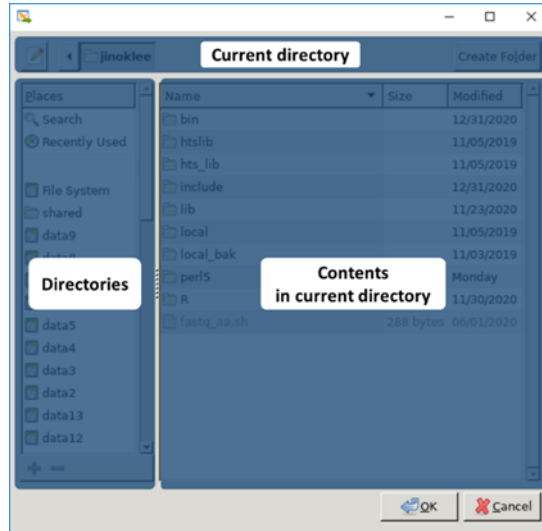 jinoklee
Current directory
Create Folder
Places
Search
Recently Used
File System
shared
data9
Directories
data5
data4
data3
data2
data13
data12
Name Size Modified
bin 12/31/2020
htslib 11/05/2019
hts_lib 11/05/2019
include 12/31/2020
lib 11/23/2020
local 11/05/2019
local_bak 11/03/2019
perl5 Monday
R 11/30/2020
fastq_aa.sh 288 bytes 06/01/2020
Contents
in current directory
OK Cancel